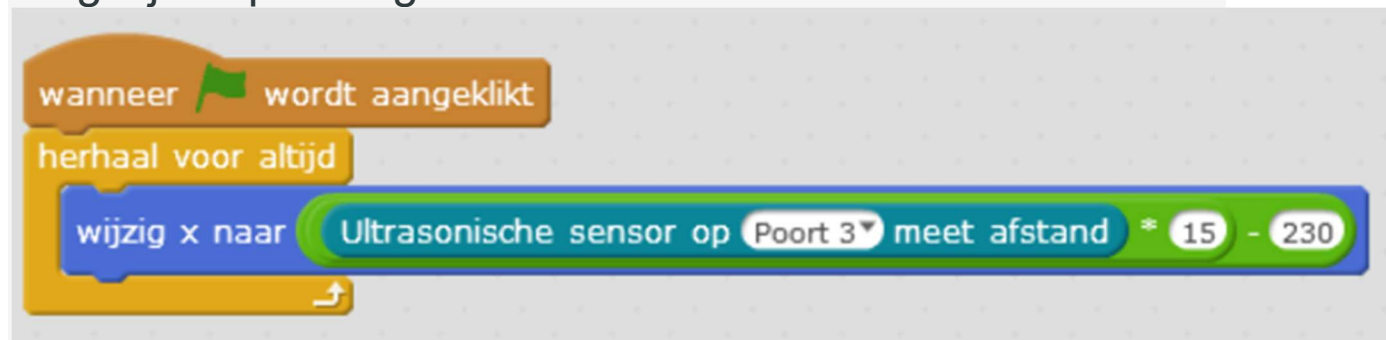 wanneer wordt aangeklikt
herhaal voor altijd
wijzig x naar Ultrasonische sensor op Poort 3 meet afstand * 15 - 230